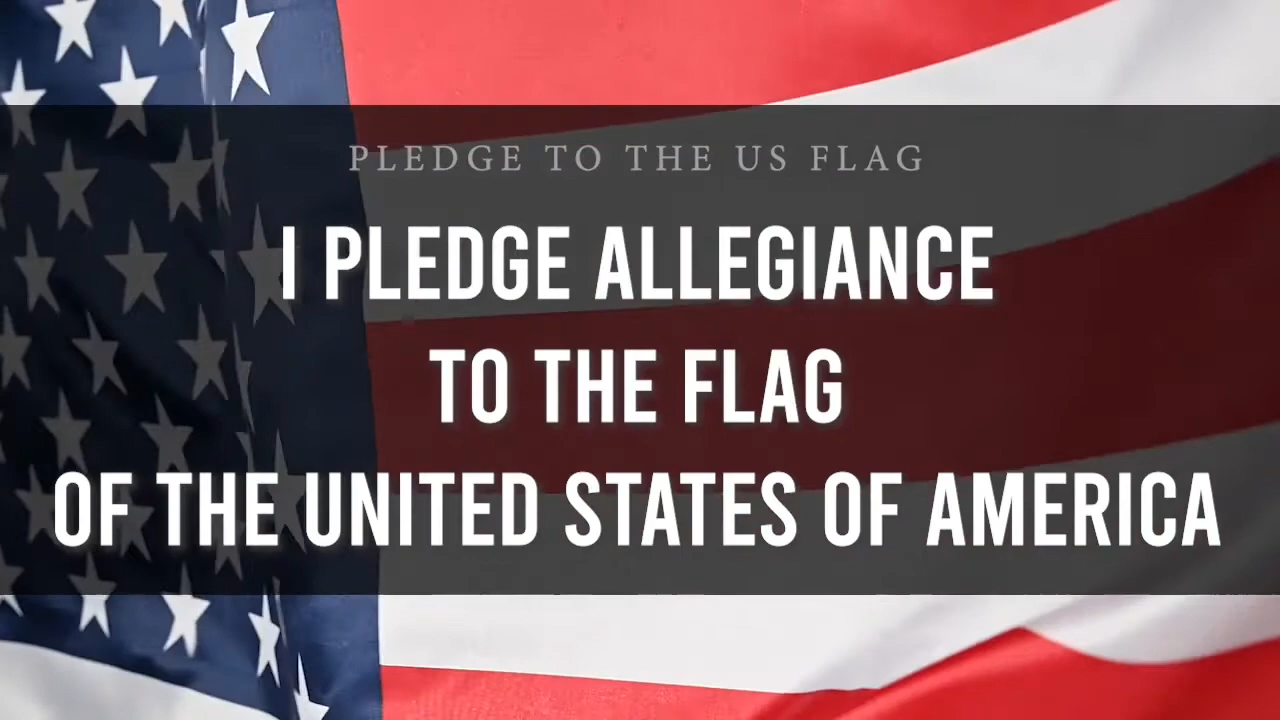 PLEDGE TO THE US FLAG
I PLEDGE ALLEGIANCE
TO THE FLAG
OF THE UNITED STATES OF AMERICA